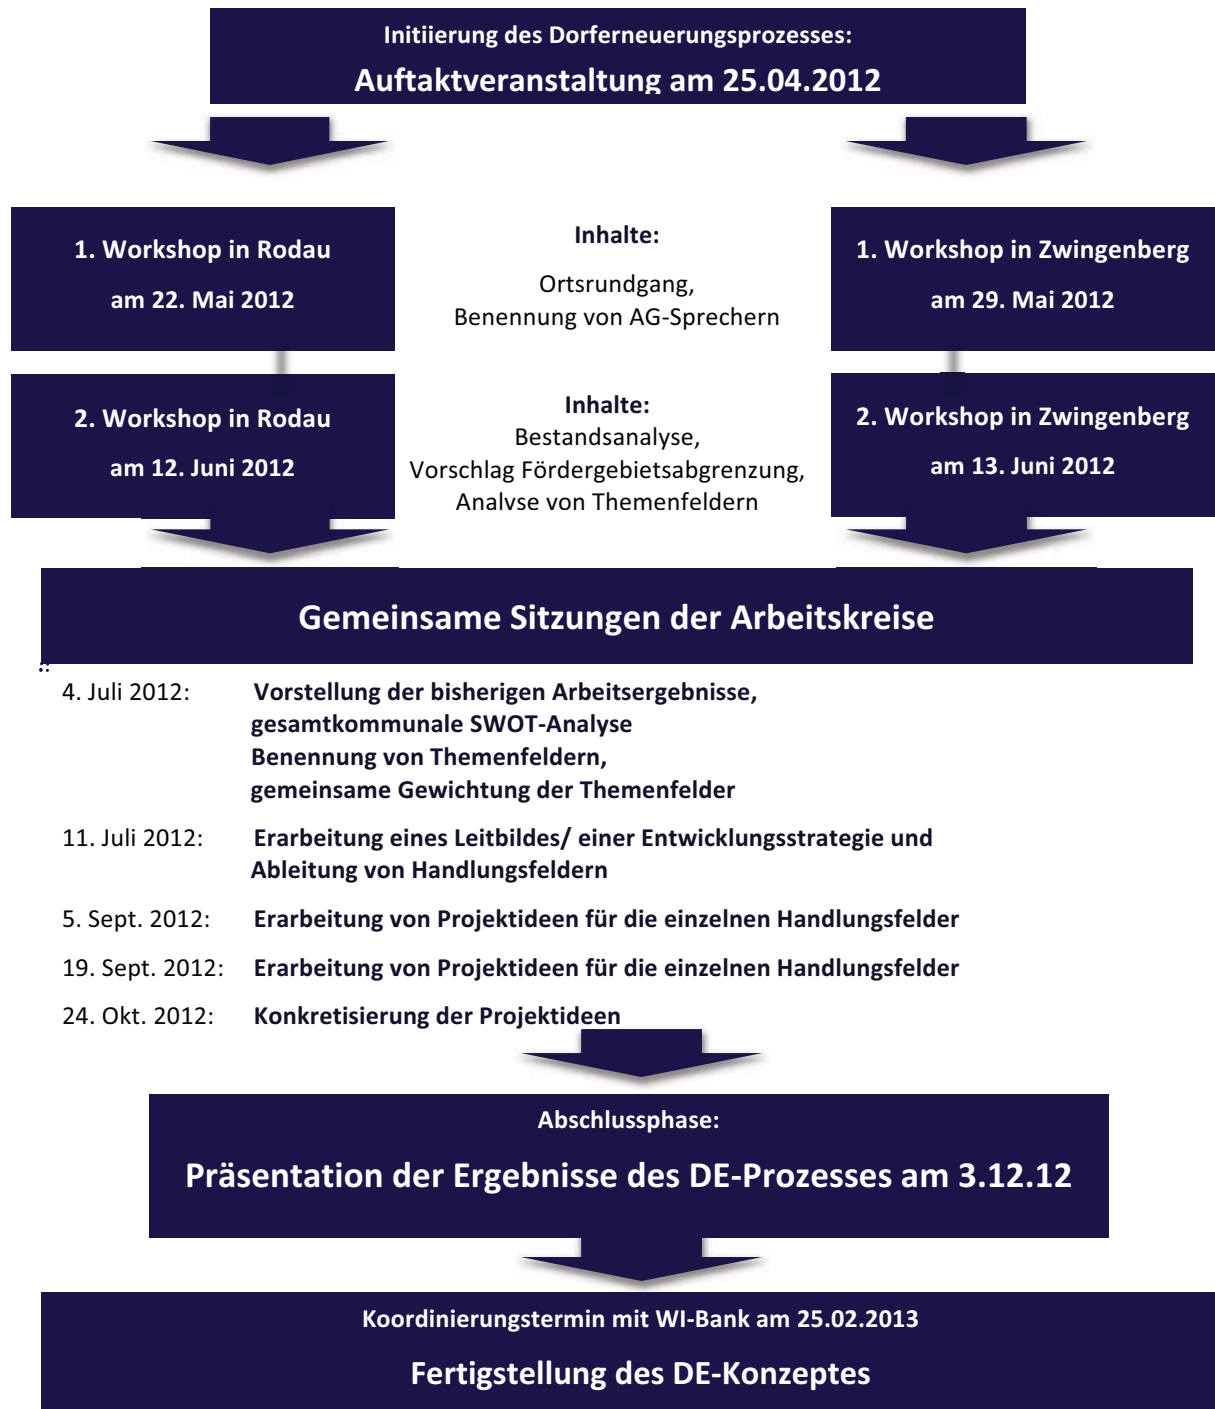 Initiierung des Dorferneuerungsprozesses:
Auftaktveranstaltung am 25.04.2012
1. Workshop in Rodau
am 22. Mai 2012
Inhalte:
Ortsrundgang,
Benennung von AG-Sprechern
1. Workshop in Zwingenberg
am 29. Mai 2012
2. Workshop in Rodau
am 12. Juni 2012
Inhalte:
Bestandsanalyse,
Vorschlag Fördergebietsabgrenzung,
Analyse von Themenfeldern
2. Workshop in Zwingenberg
am 13. Juni 2012
Gemeinsame Sitzungen der Arbeitskreise
4. Juli 2012: Vorstellung der bisherigen Arbeitsergebnisse,
gesamtkommunale SWOT-Analyse
Benennung von Themenfeldern,
gemeinsame Gewichtung der Themenfelder
11. Juli 2012: Erarbeitung eines Leitbildes/ einer Entwicklungsstrategie und
Ableitung von Handlungsfeldern
5. Sept. 2012: Erarbeitung von Projektideen für die einzelnen Handlungsfelder
19. Sept. 2012: Erarbeitung von Projektideen für die einzelnen Handlungsfelder
24. Okt. 2012: Konkretisierung der Projektideen
Abschlussphase:
Präsentation der Ergebnisse des DE-Prozesses am 3.12.12
Koordinierungstermin mit WI-Bank am 25.02.2013
Fertigstellung des DE-Konzeptes